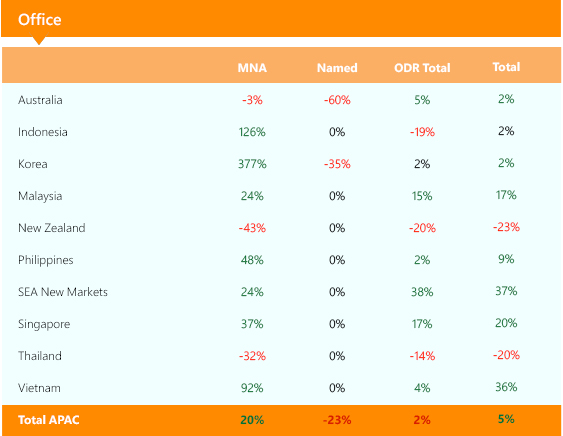 Office
MNA Named ODR Total Total
Australia -3% -60% 5% 2%
Indonesia 126% 0% -19% 2%
Korea 377% -35% 2% 2%
Malaysia 24% 0% 15% 17%
New Zealand -43% 0% -20% -23%
Philippines 48% 0% 2% 9%
SEA New Markets 24% 0% 38% 37%
Singapore 37% 0% 17% 20%
Thailand -32% 0% -14% -20%
Vietnam 92% 0% 4% 36%
Total APAC 20% -23% 2% 5%